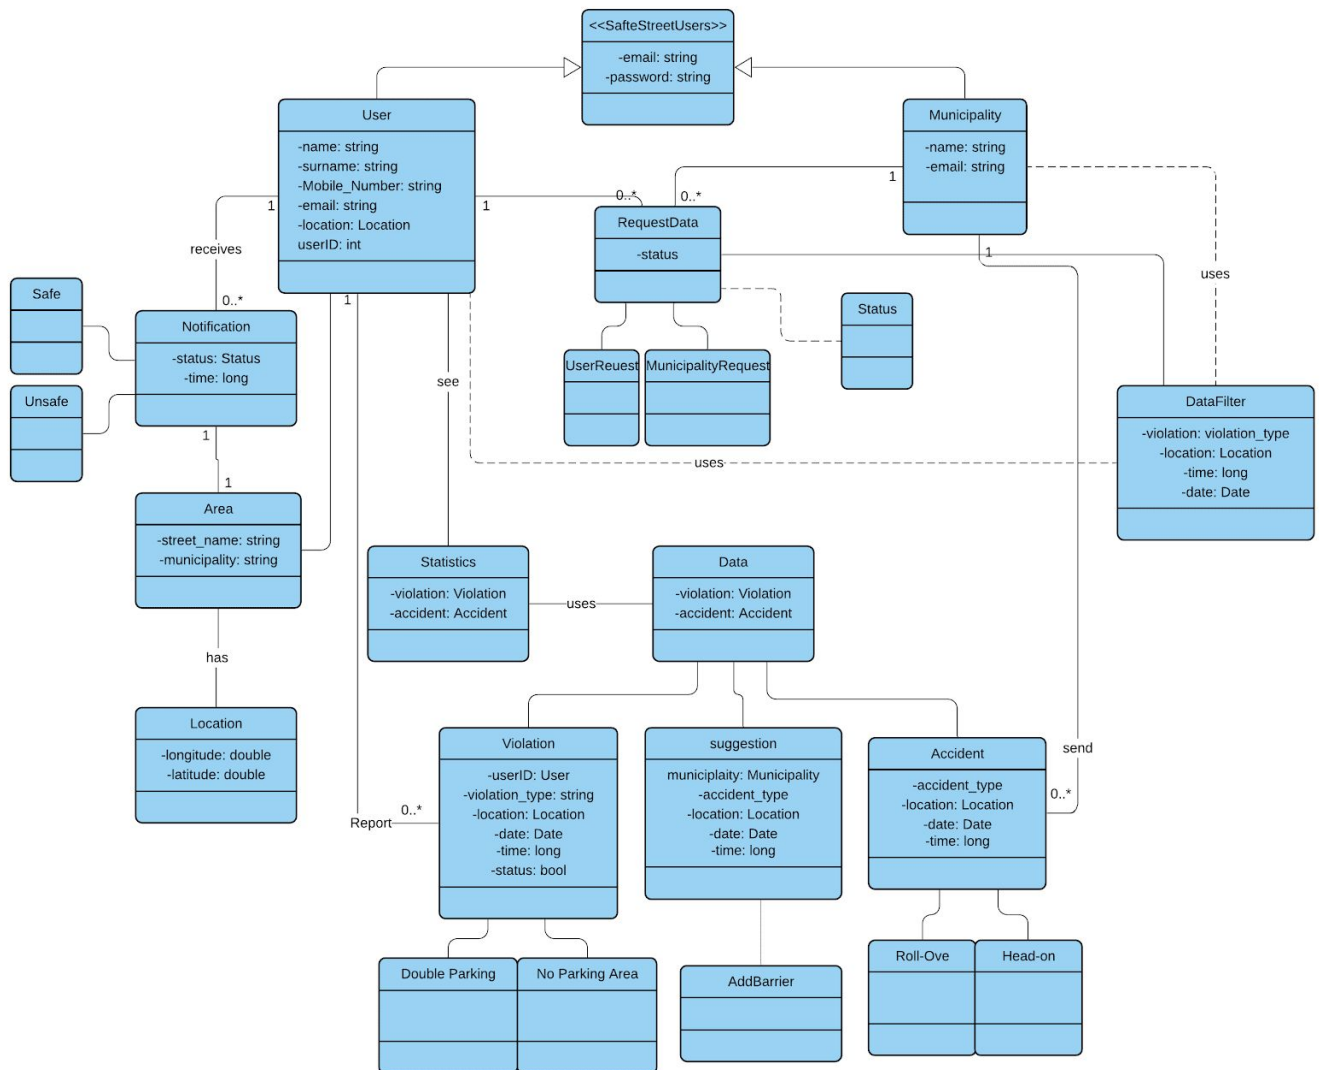 <<SafteStreetUsers>>
-email: string
-password: string
User
-name: string
-surname: string
-Mobile_Number: string
-email: string
-location: Location
userID: int
Municipality
-name: string
-email: string
1
1
0..*
0..*
1
RequestData
-status
receives
1
uses
0..*
1
Safe
Notification
-status: Status
-time: long
Status
UserReuest
MunicipalityRequest
see
Unsafe
DataFilter
-violation: violation_type
-location: Location
-time: long
-date: Date
1
uses
1
Area
-street_name: string
-municipality: string
Statistics
-violation: Violation
-accident: Accident
uses
Data
-violation: Violation
-accident: Accident
has
Location
-longitude: double
-latitude: double
Violation
-userID: User
-violation_type: string
-location: Location
-date: Date
-time: long
-status: bool
suggestion
municiplaity: Municipality
-accident_type
-location: Location
-date: Date
-time: long
Accident
-accident_type
-location: Location
-date: Date
-time: long
send
0..*
0..*
Report
Double Parking
No Parking Area
AddBarrier
Roll-Ove
Head-on